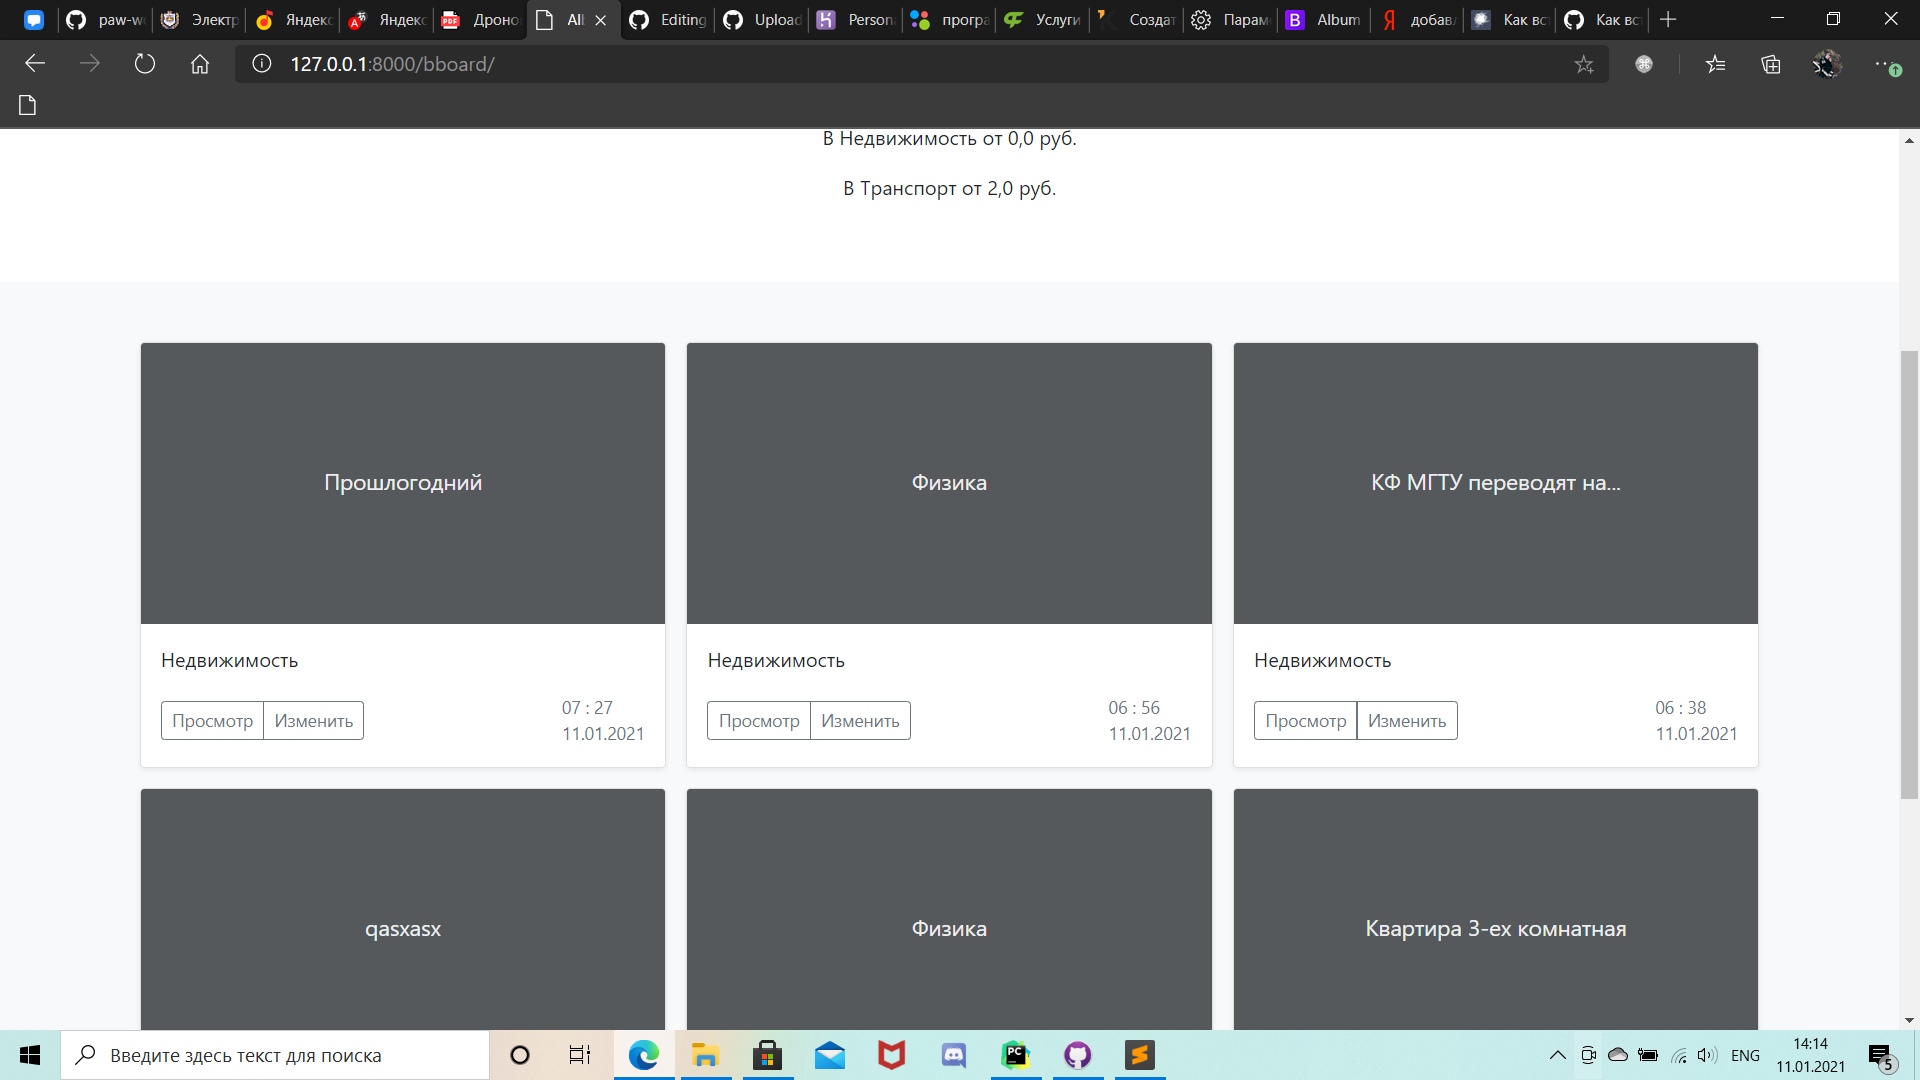 paw-w
Электр
Яндекс
Яндекс
Дроно
Al
Editing
Upload
Person
програ
Услуги
Создат
Парам
Album
добав
Как вс
Как вс
127.0.0.1:8000/bboard/
В Недвижимость от 0,0 руб.
В Транспорт от 2,0 руб.
Прошлогодний
Физика
КФ МГТУ переводят на...
Недвижимость
Недвижимость
Недвижимость
Просмотр Изменить
07 : 27
11.01.2021
Просмотр Изменить
06 : 56
11.01.2021
Просмотр Изменить
06 : 38
11.01.2021
qasxasx
Физика
Квартира 3-ех комнатная
Введите здесь текст для поиска
ENG
14:14
11.01.2021
5